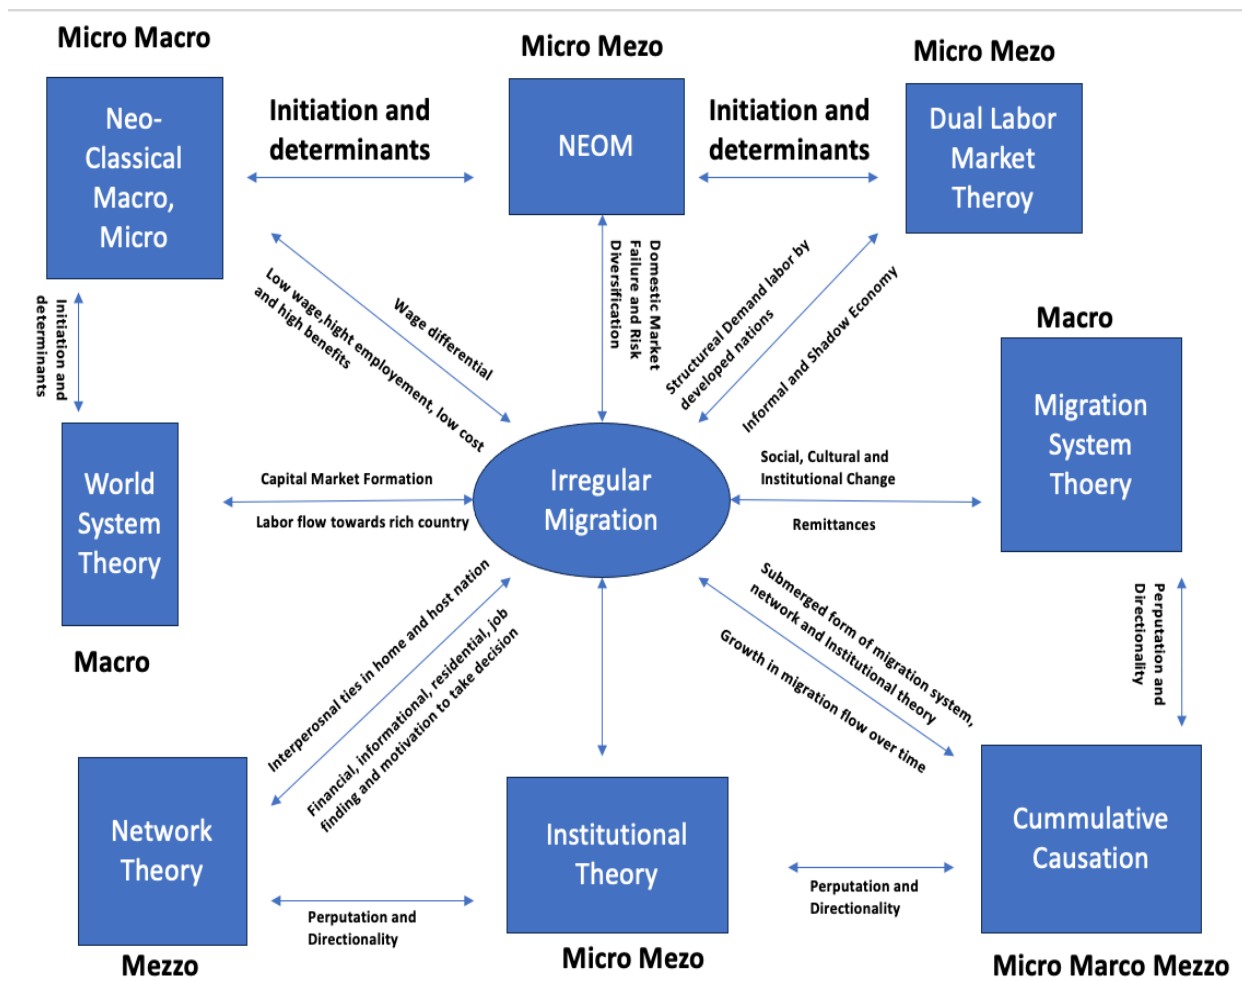 Micro Macro
Micro Mezo
Micro Mezo
Neo-
Classical
Macro,
Micro
Initiation and
determinants
NEOM
Initiation and
determinants
Dual Labor
Market
Theroy
Domestic Market
Failure and Risk
Diversification
Structureal Demand labor by
developed nations
Informal and Shadow Economy
Wage differential
Low wage,hight employement, low cost
and high benefits
Initiation and
determinants
Macro
Migration
System
Thoery
World
System
Theory
Capital Market Formation
Labor flow towards rich country
Irregular
Migration
Social, Cultural and
Institutional Change
Remittances
Macro
Interperosnal ties in home and host nation
Financial, informational, residential, job
finding and motivation to take decision
Submerged form of migration system,
network and Institutional theory
Growth in migration flow over time
Perputation and
Directionality
Network
Theory
Perputation and
Directionality
Institutional
Theory
Perputation and
Directionality
Cummulative
Causation
Mezzo
Micro Mezo
Micro Marco Mezzo